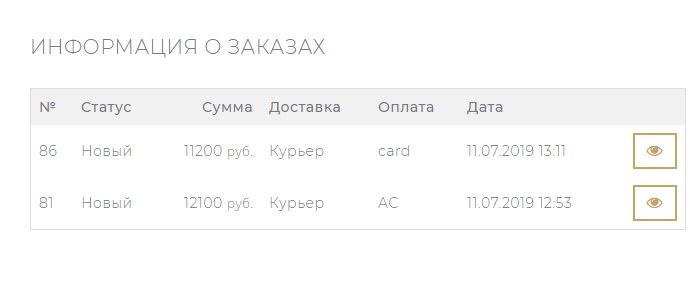 ИНФОРМАЦИЯ О ЗАКАЗАХ
№ Статус Сумма Доставка Оплата Дата
86 Новый 11200 руб. Курьер card 11.07.2019 13:11
81 Новый 12100 руб. Курьер AC 11.07.2019 12:53